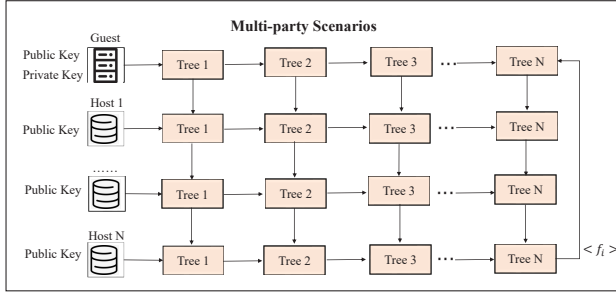 Multi-party Scenarios
Guest
Public Key
Private Key
Tree 1
Tree 2
Tree 3
...
Tree N
Host 1
Public Key
Tree 1
Tree 2
Tree 3
...
Tree N
......
Public Key
Tree 1
Tree 2
Tree 3
...
Tree N
Host N
Public Key
Tree 1
Tree 2
Tree 3
...
Tree N
< f_i >